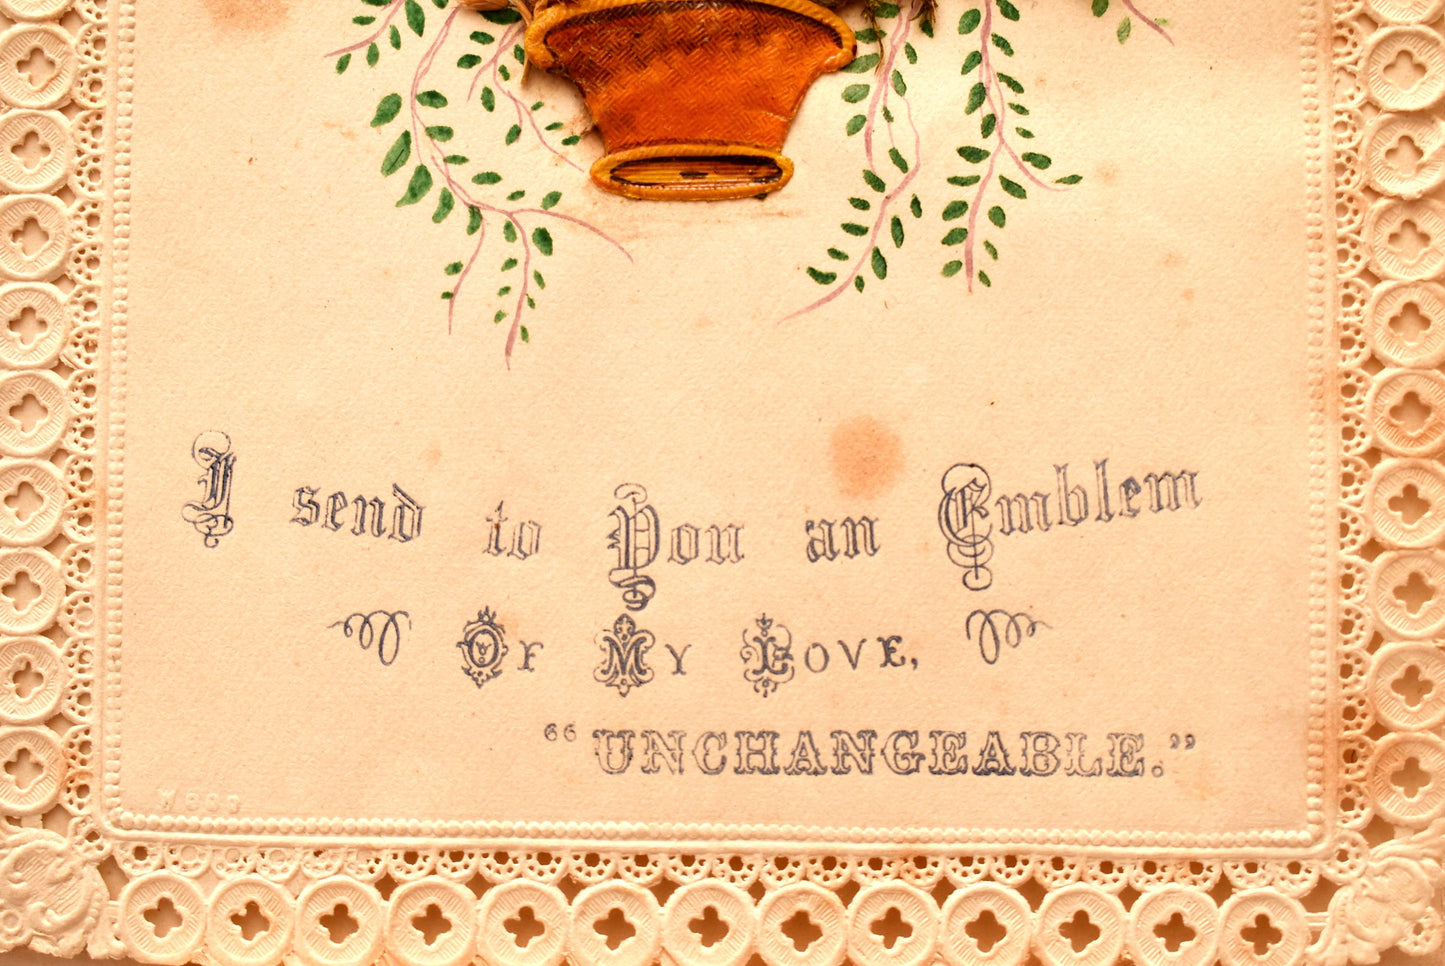 I send to You an Emblem
Of My Love,
“UNCHANGEABLE.”